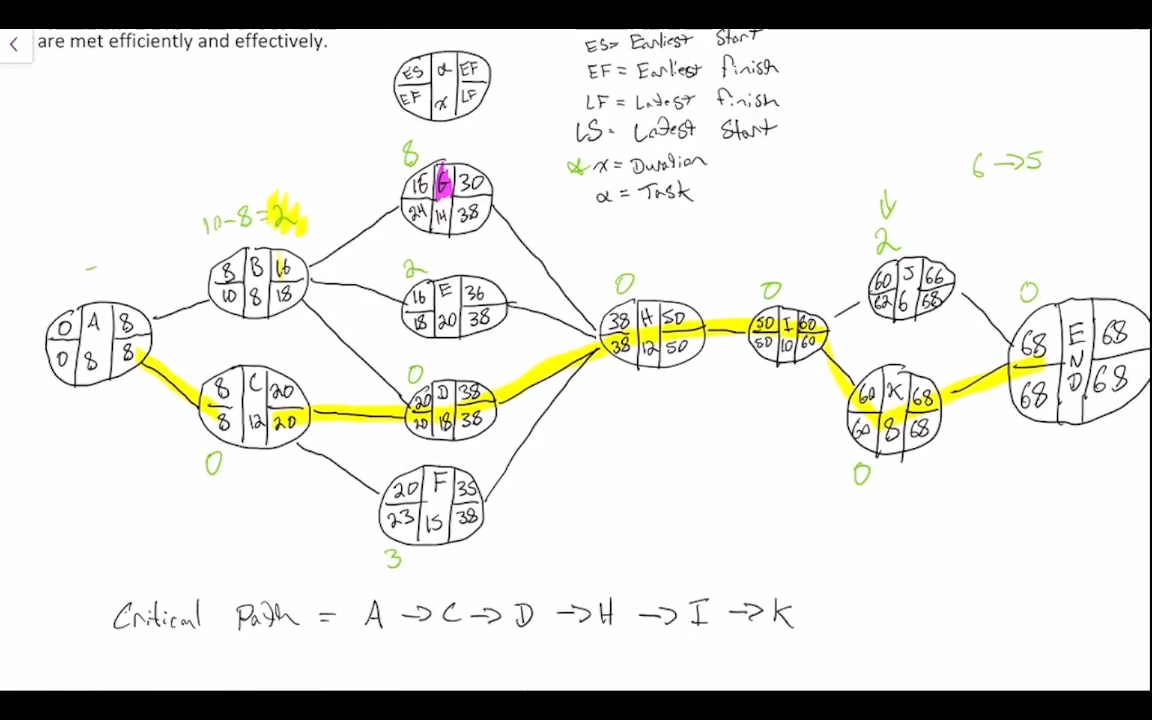 are met efficiently and effectively.
ES= Earliest Start
EF = Earliest finish
LF = Latest finish
LS = Latest Start
x = Duration
α = Task
ES α EF
EF x LF
6 → 5
8
16 G 30
24 14 38
10-8=2
8 B 16
10 8 18
2
16 E 36
18 20 38
0 A 8
0 8 8
0
38 H 50
38 12 50
0
50 I 60
50 10 60
2
60 J 66
62 6 68
0
68 END 68
68 68
8 C 20
8 12 20
0
0
20 D 38
20 18 38
60 K 68
60 8 68
0
20 F 35
23 15 38
3
Critical Path = A → C → D → H → I → K